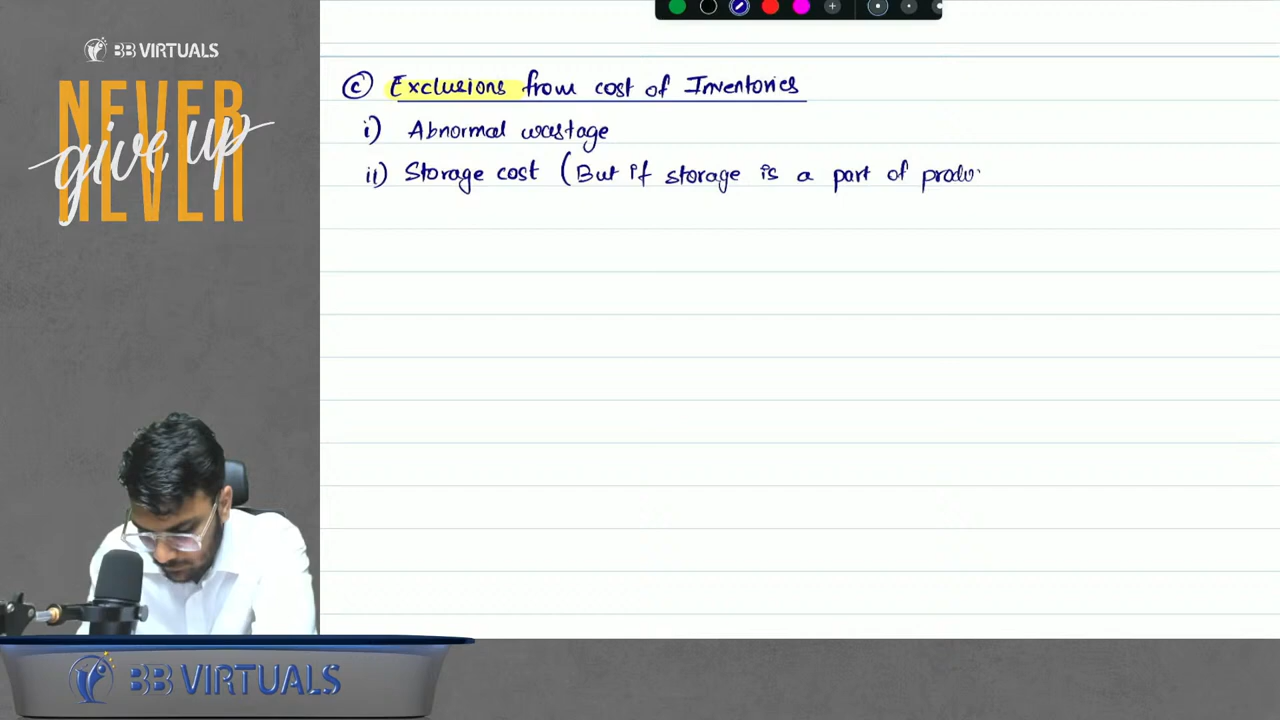 BB VIRTUALS
NEVER
give up
NEVER
c) Exclusions from cost of Inventories
i) Abnormal wastage
ii) Storage cost (But if storage is a part of produ
BB VIRTUALS